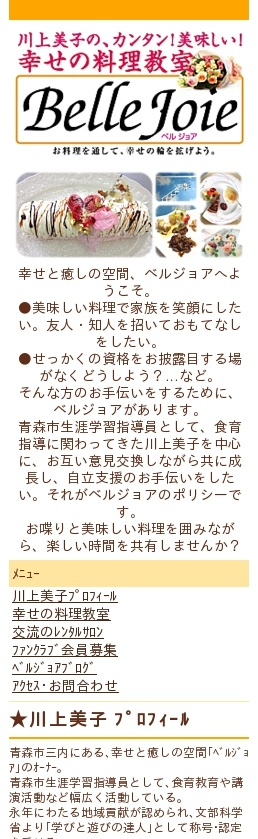 川上美子の、カンタン！美味しい！
幸せの料理教室
Belle Joie
ベル ジョア
お料理を通して、幸せの輪を拡げよう。
幸せと癒しの空間、ベルジョアへよ
うこそ。
●美味しい料理で家族を笑顔にした
い。友人・知人を招いておもてなし
をしたい。
●せっかくの資格をお披露目する場
がなくどうしよう？…など。
そんな方のお手伝いをするために、
ベルジョアがあります。
青森市生涯学習指導員として、食育
指導に関わってきた川上美子を中心
に、お互い意見交換しながら共に成
長し、自立支援のお手伝いをした
い。それがベルジョアのポリシーで
す。
お喋りと美味しい料理を囲みなが
ら、楽しい時間を共有しませんか？
ﾒﾆｭｰ
川上美子ﾌﾟﾛﾌｨｰﾙ
幸せの料理教室
交流のﾚﾝﾀﾙｻﾛﾝ
ﾌｧﾝｸﾗﾌﾞ会員募集
ﾍﾞﾙｼﾞｮｱﾌﾞﾛｸﾞ
ｱｸｾｽ･お問合わせ
★川上美子 ﾌﾟﾛﾌｨｰﾙ
青森市三内にある､幸せと癒しの空間｢ﾍﾞﾙｼﾞｮ
ｱ｣のｵｰﾅｰ。
青森市生涯学習指導員として､食育教育や講
演活動など幅広く活動している。
永年にわたる地域貢献が認められ､文部科学
省より｢学びと遊びの達人｣として称号･認定